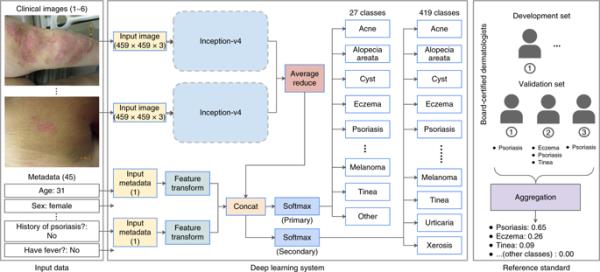 Clinical images (1–6)
Input image
(459 × 459 × 3)
Inception-v4
Input image
(459 × 459 × 3)
Inception-v4
Average
reduce
Metadata (45)
Age: 31
Sex: female
History of psoriasis?:
No
Have fever?: No
Input
metadata
(1)
Feature
transform
Input
metadata
(1)
Feature
transform
Concat
Softmax
(Primary)
Softmax
(Secondary)
27 classes
Acne
Alopecia
areata
Cyst
Eczema
Psoriasis
Melanoma
Tinea
Other
419 classes
Acne
Alopecia
areata
Cyst
Eczema
Psoriasis
Melanoma
Tinea
Urticaria
Xerosis
Board-certified dermatologists
Development set
1
...
Validation set
1
2
3
• Psoriasis
• Eczema
• Psoriasis
• Tinea
• Psoriasis
Aggregation
• Psoriasis: 0.65
• Eczema: 0.26
• Tinea: 0.09
• ...(other classes) : 0.00
Input data
Deep learning system
Reference standard